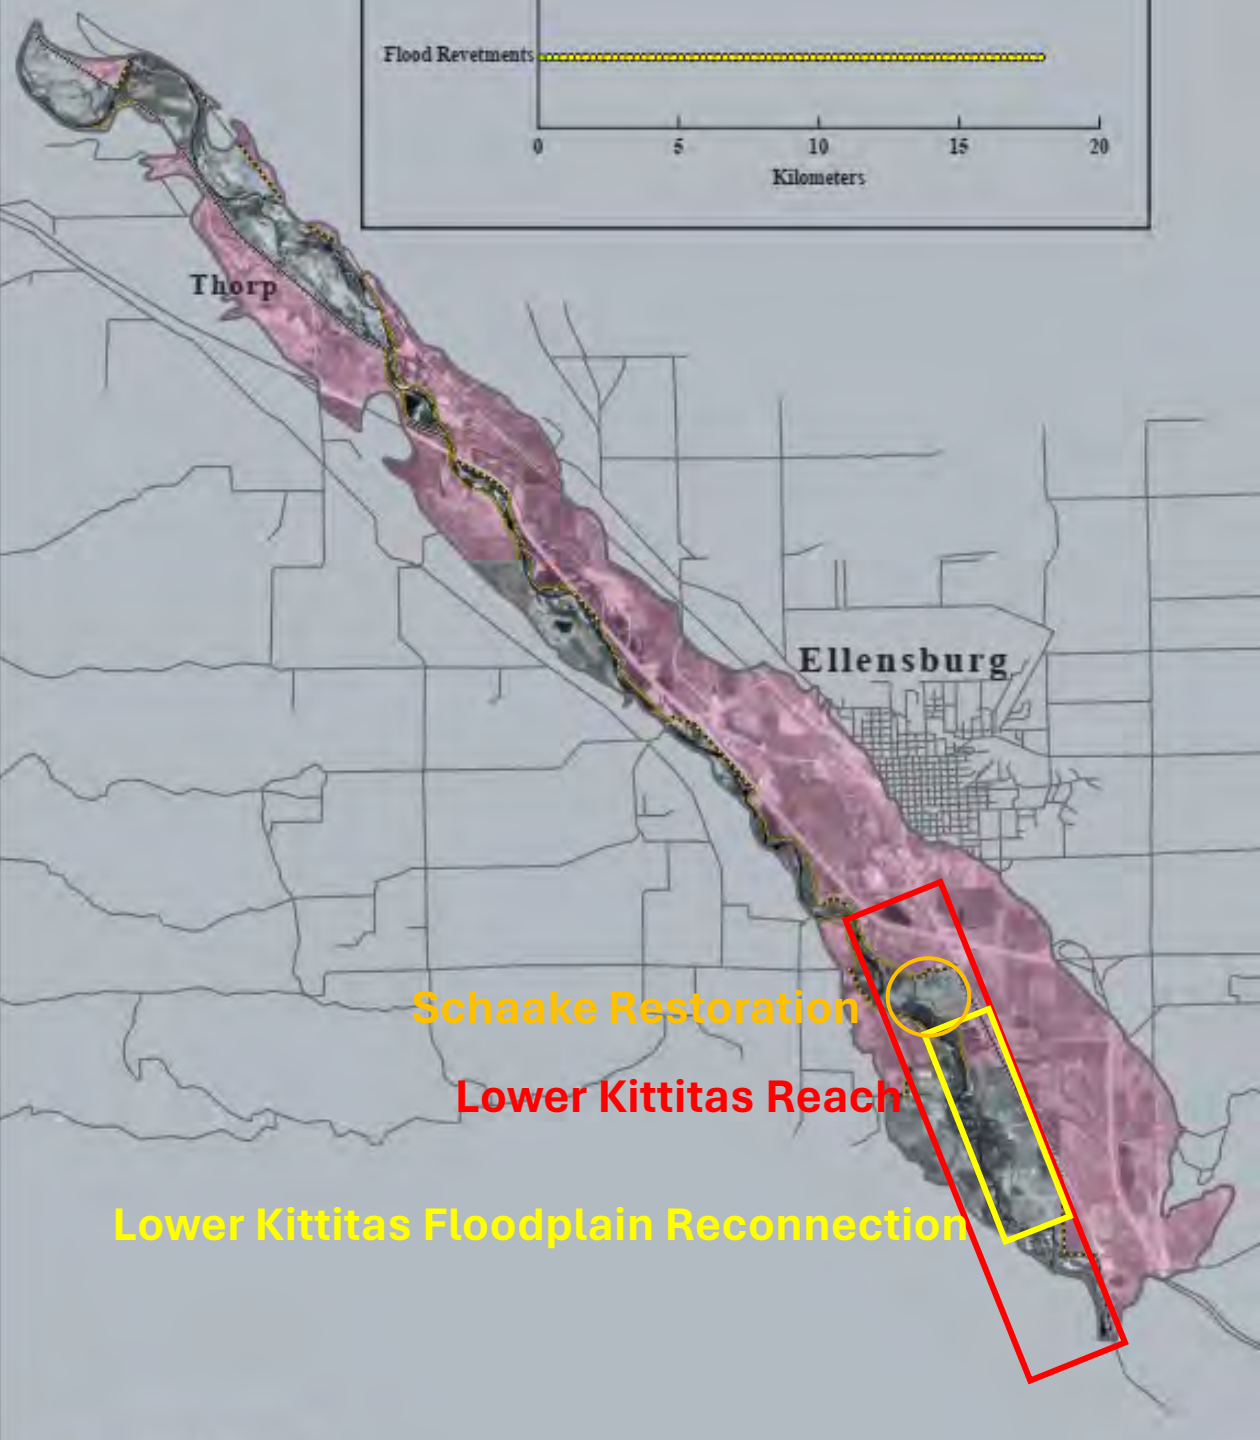 Flood Revetments
0 5 10 15 20
Kilometers
Thorp
Ellensburg
Schaake Restoration
Lower Kittitas Reach
Lower Kittitas Floodplain Reconnection